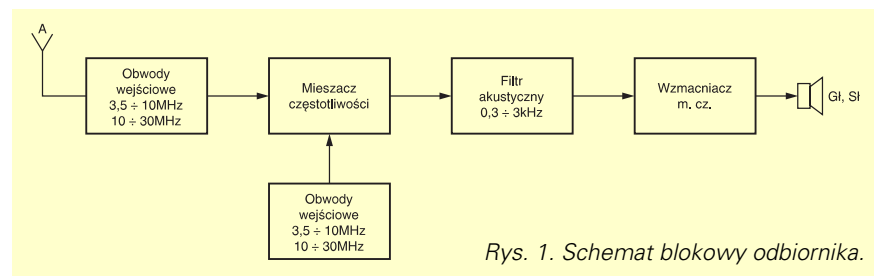 A
Obwody
wejściowe
3,5 ÷ 10MHz
10 ÷ 30MHz
Mieszacz
częstotliwości
Filtr
akustyczny
0,3 ÷ 3kHz
Wzmacniacz
m. cz.
Gł, Sł
Obwody
wejściowe
3,5 ÷ 10MHz
10 ÷ 30MHz
Rys. 1. Schemat blokowy odbiornika.